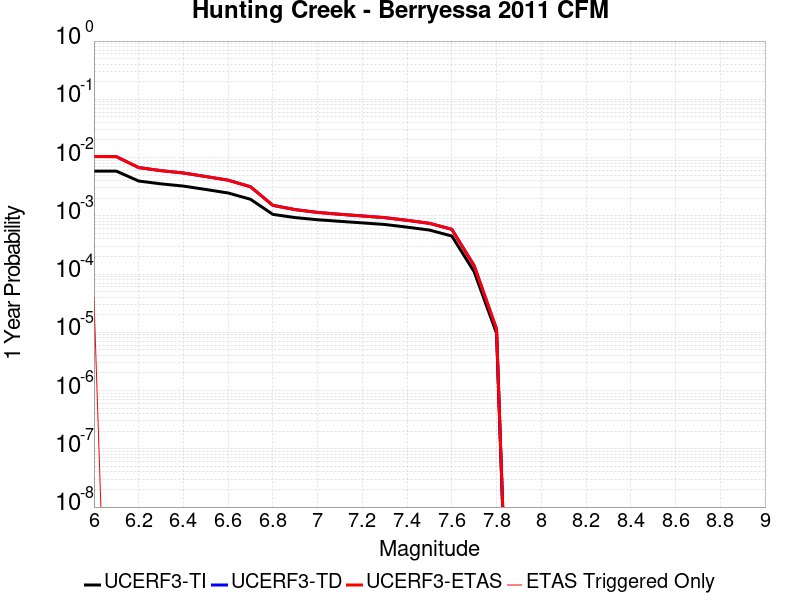 Hunting Creek - Berryessa 2011 CFM
10^0
10^-1
10^-2
10^-3
10^-4
10^-5
10^-6
10^-7
10^-8
1 Year Probability
6 6.2 6.4 6.6 6.8 7 7.2 7.4 7.6 7.8 8 8.2 8.4 8.6 8.8 9
Magnitude
UCERF3-TI UCERF3-TD UCERF3-ETAS ETAS Triggered Only